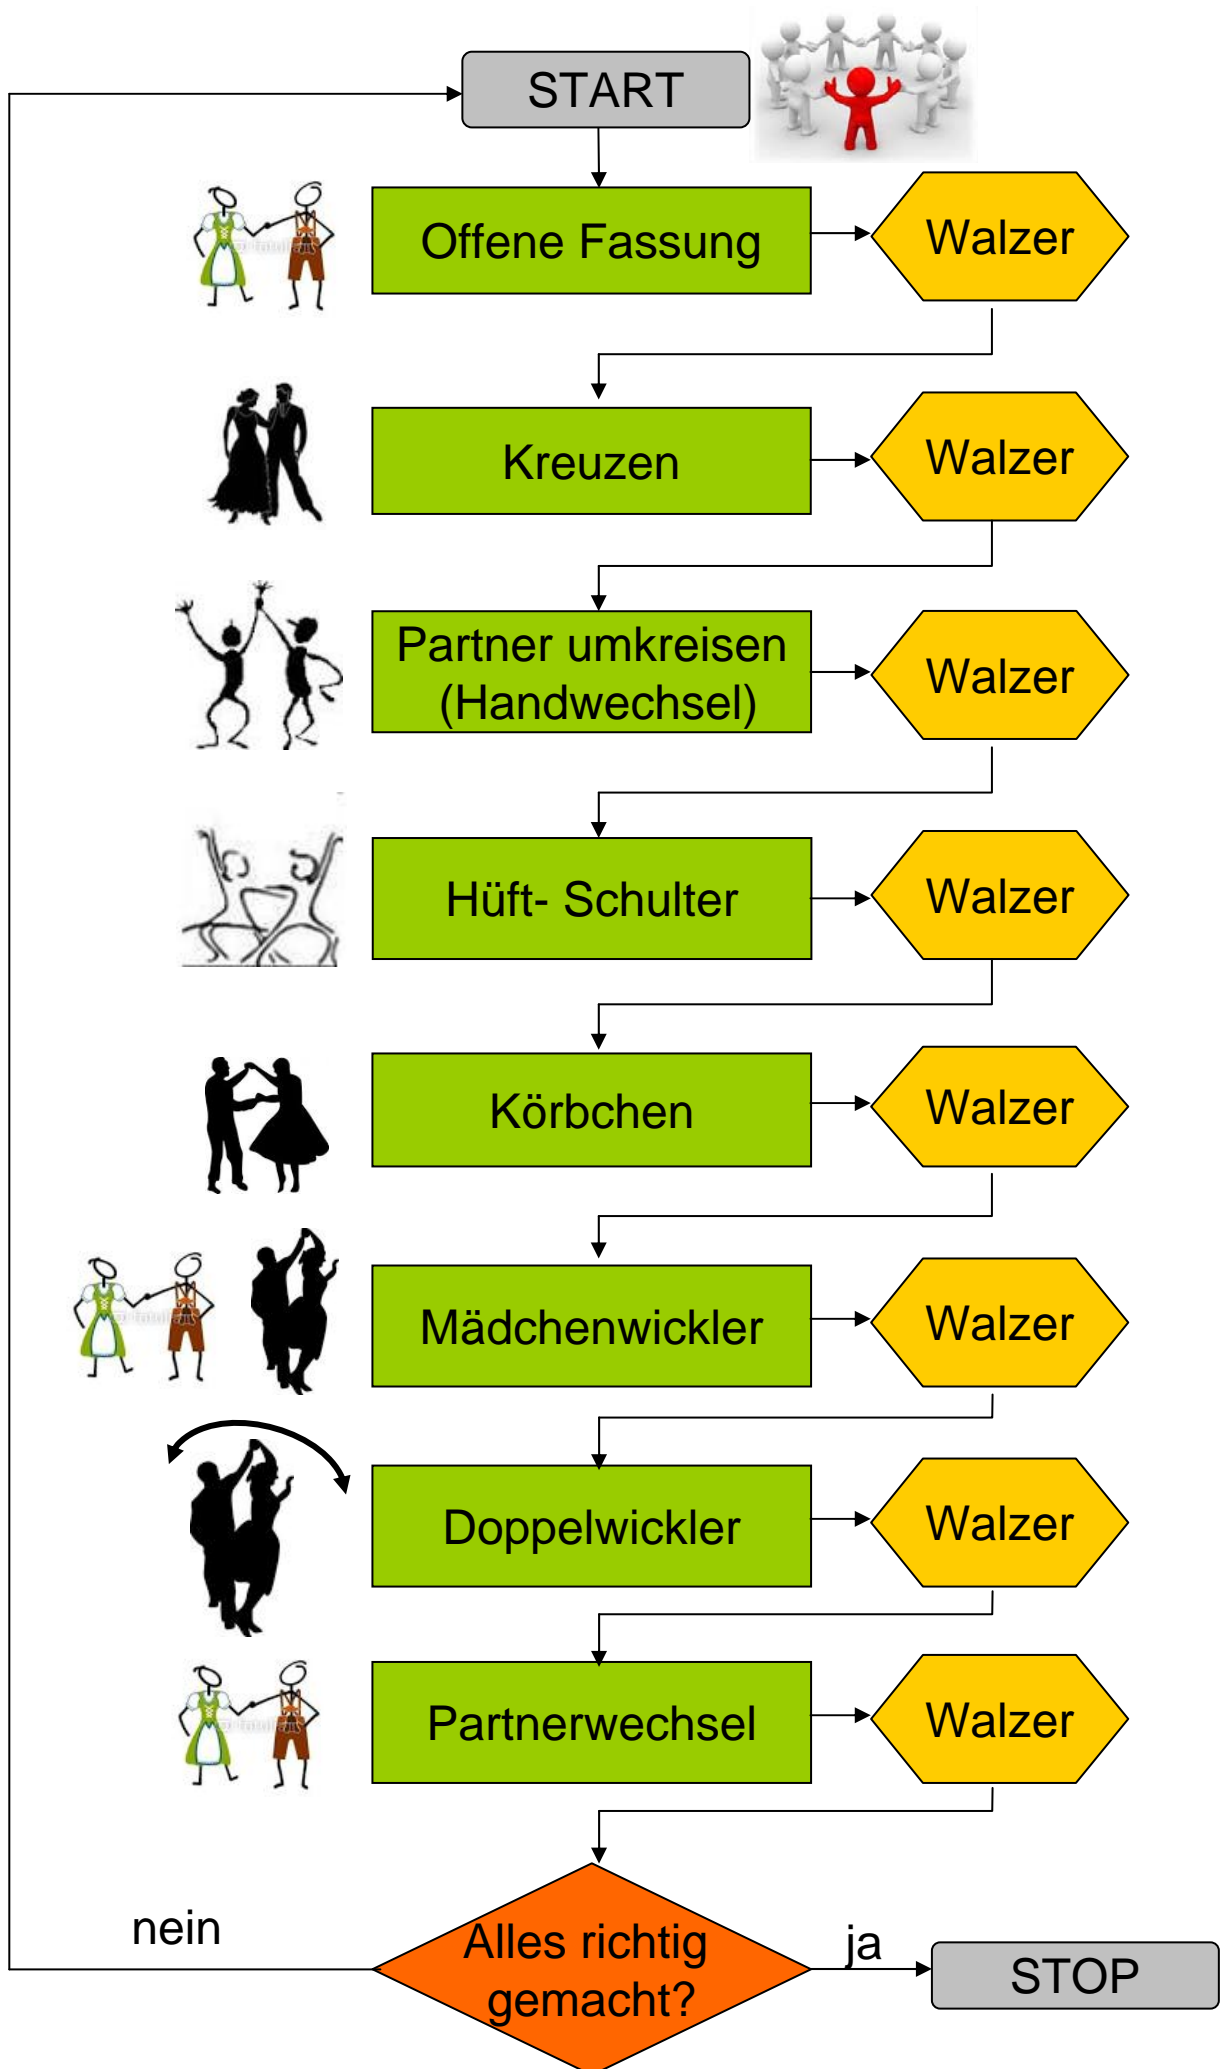 START
Offene Fassung
Walzer
Kreuzen
Walzer
Partner umkreisen
(Handwechsel)
Walzer
Hüft- Schulter
Walzer
Körbchen
Walzer
Mädchenwickler
Walzer
Doppelwickler
Walzer
Partnerwechsel
Walzer
nein
Alles richtig
gemacht?
ja
STOP